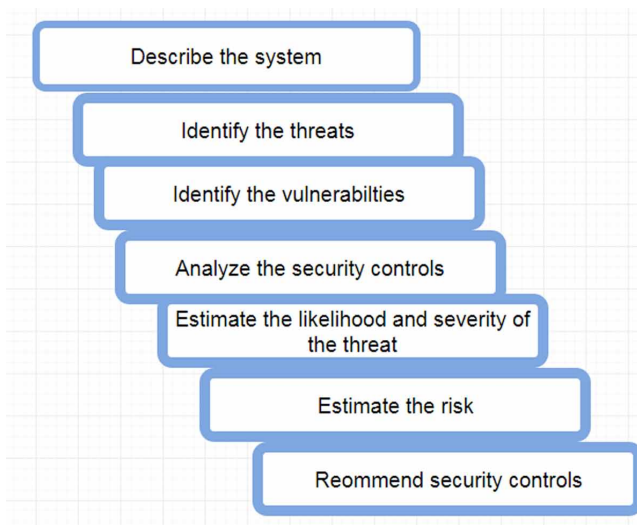 Describe the system
Identify the threats
Identify the vulnerabilties
Analyze the security controls
Estimate the likelihood and severity of
the threat
Estimate the risk
Reommend security controls